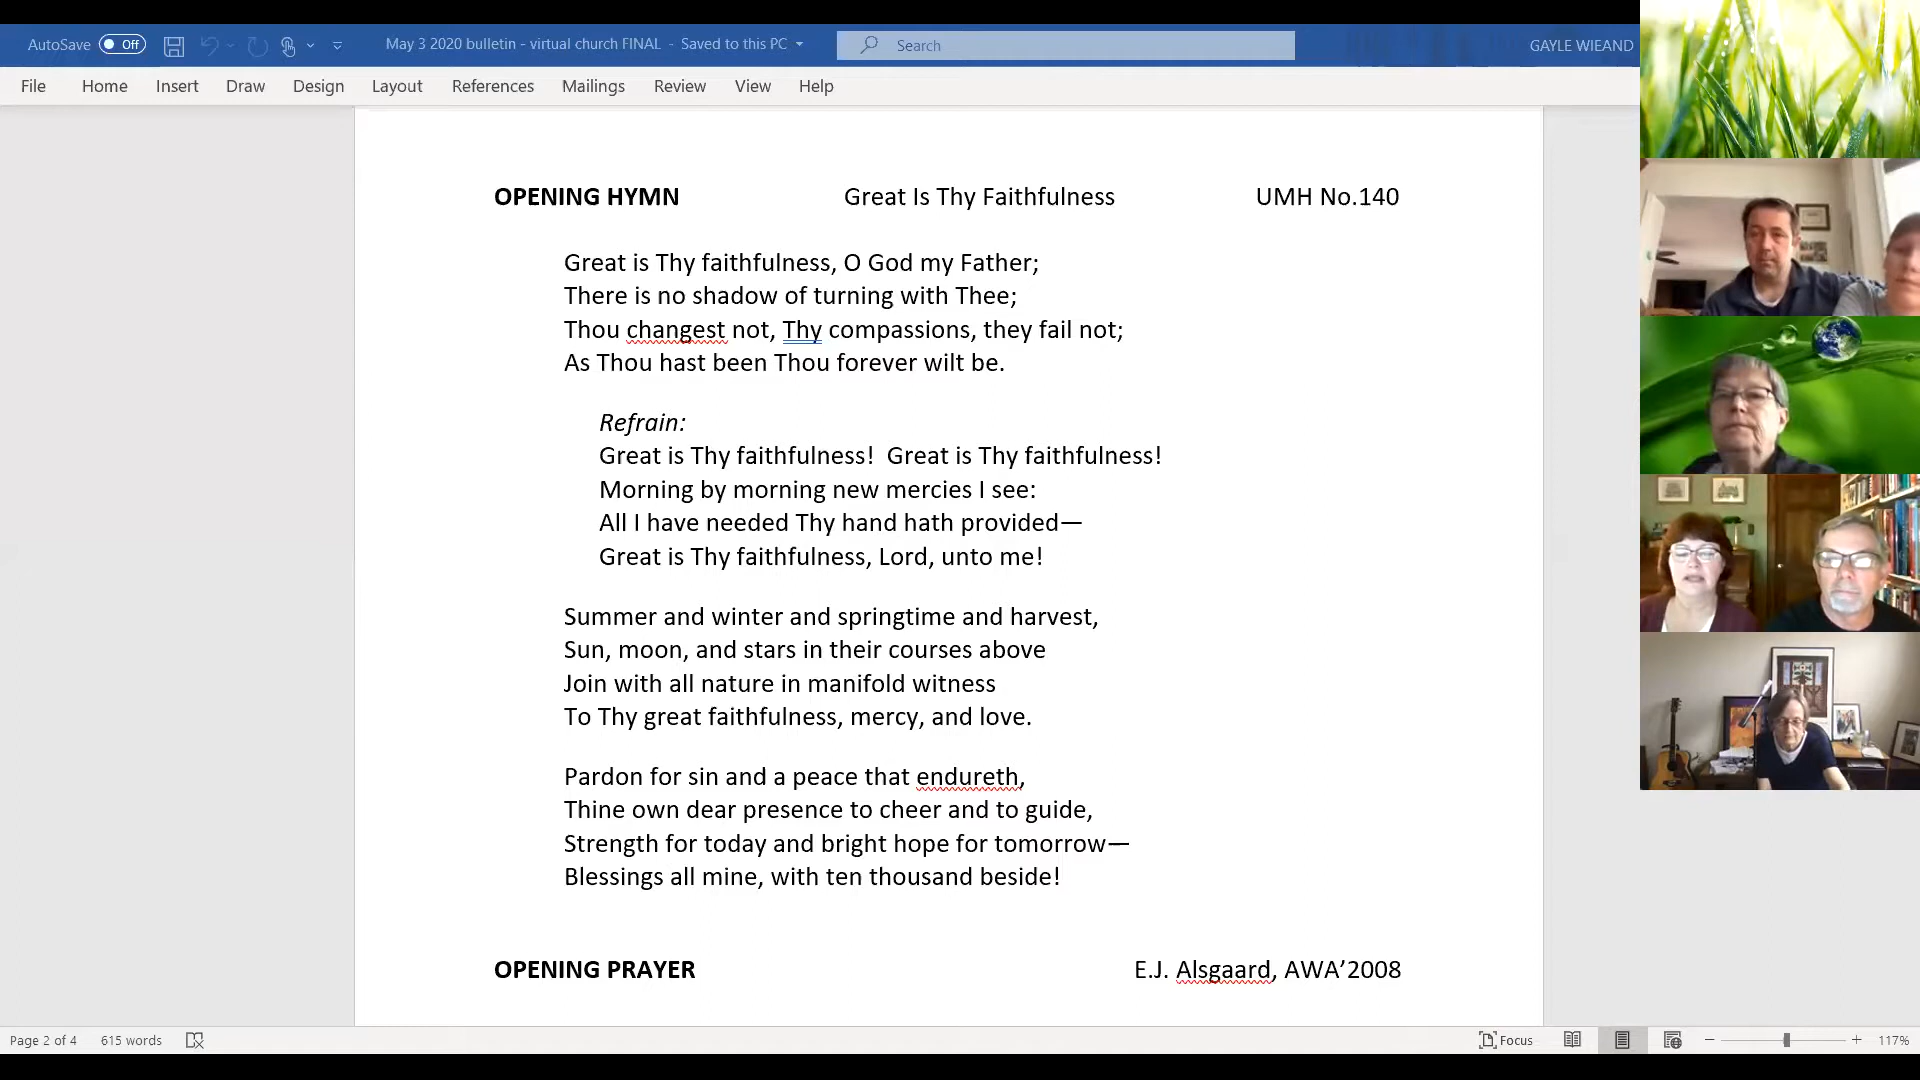 AutoSave Off May 3 2020 bulletin - virtual church FINAL - Saved to this PC Search GAYLE WIEAND
File Home Insert Draw Design Layout References Mailings Review View Help
OPENING HYMN Great Is Thy Faithfulness UMH No.140
Great is Thy faithfulness, O God my Father;
There is no shadow of turning with Thee;
Thou changest not, Thy compassions, they fail not;
As Thou hast been Thou forever wilt be.
Refrain:
Great is Thy faithfulness!  Great is Thy faithfulness!
Morning by morning new mercies I see:
All I have needed Thy hand hath provided—
Great is Thy faithfulness, Lord, unto me!
Summer and winter and springtime and harvest,
Sun, moon, and stars in their courses above
Join with all nature in manifold witness
To Thy great faithfulness, mercy, and love.
Pardon for sin and a peace that endureth,
Thine own dear presence to cheer and to guide,
Strength for today and bright hope for tomorrow—
Blessings all mine, with ten thousand beside!
OPENING PRAYER E.J. Alsgaard, AWA’2008
Page 2 of 4 615 words Focus 117%